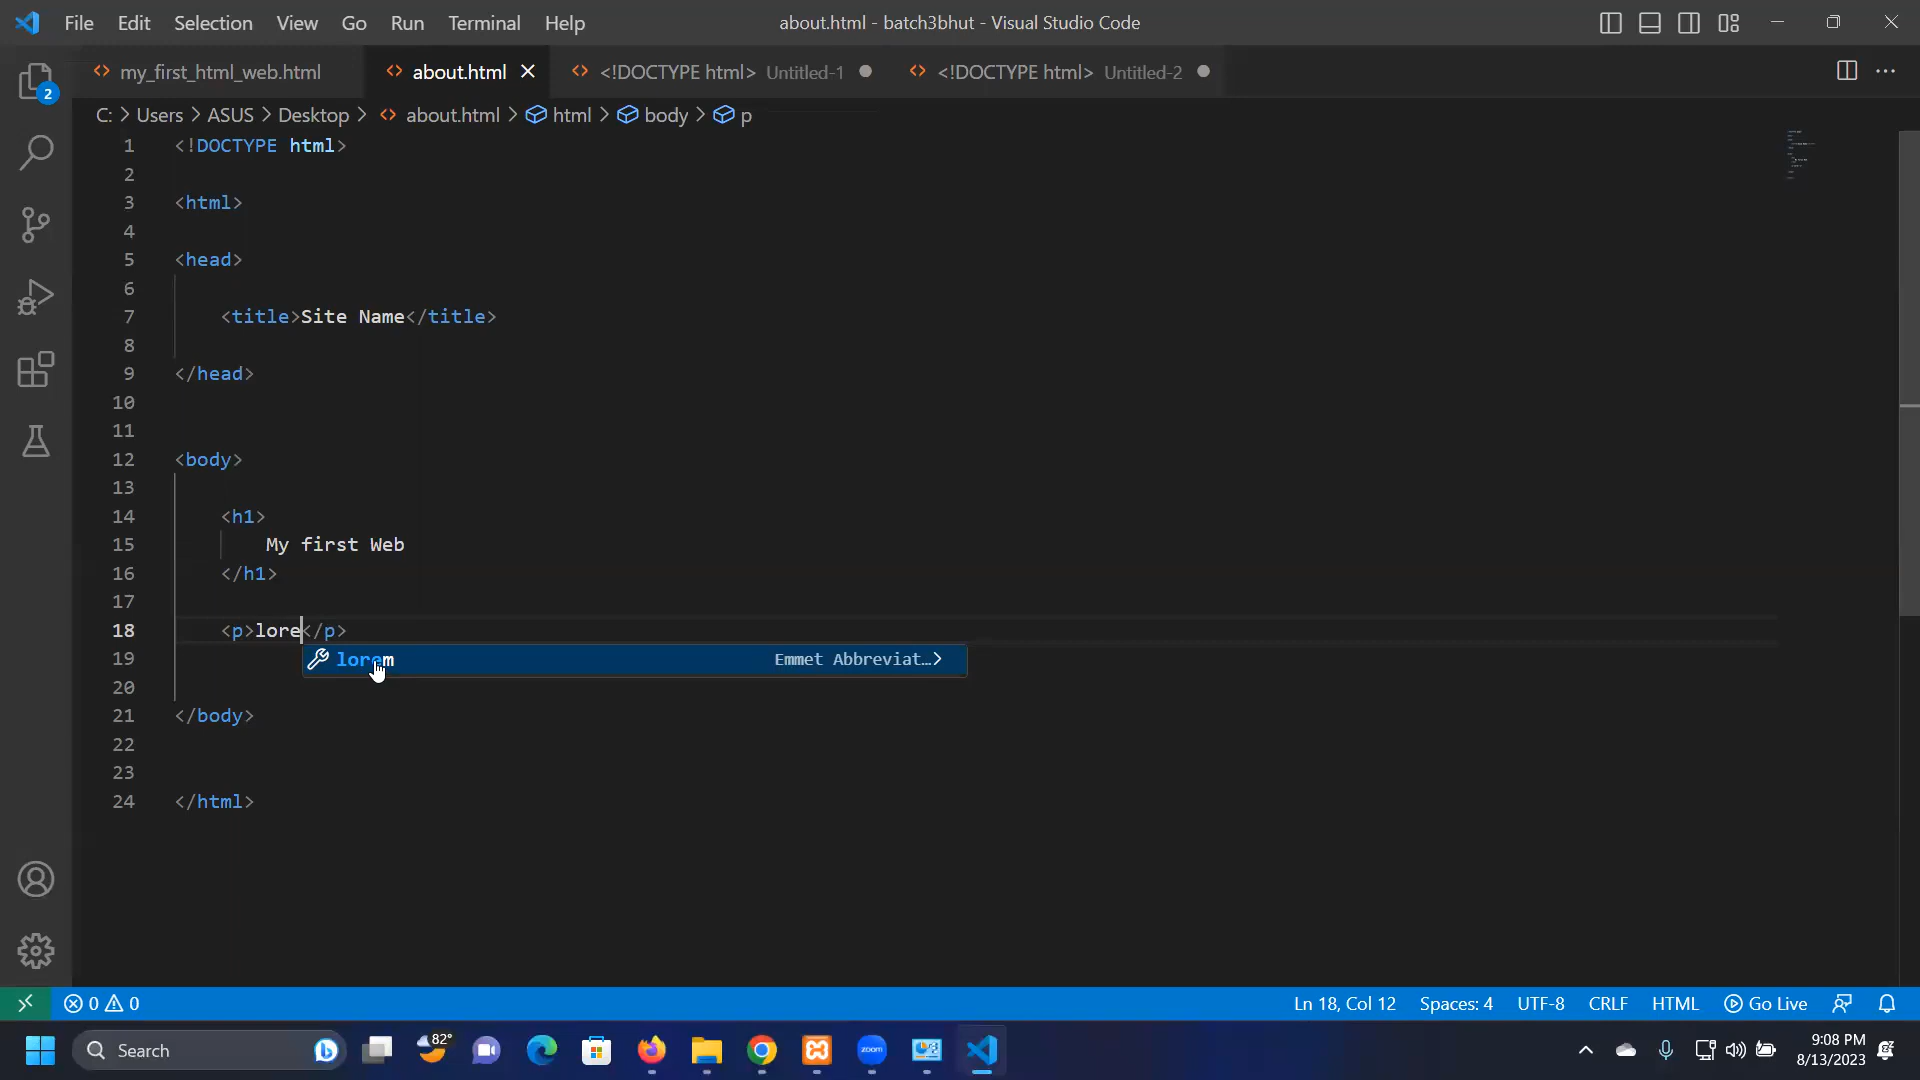 File Edit Selection View Go Run Terminal Help about.html - batch3bhut - Visual Studio Code
2
my_first_html_web.html about.html <!DOCTYPE html> Untitled-1 <!DOCTYPE html> Untitled-2
C: > Users > ASUS > Desktop > about.html > html > body > p
1 <!DOCTYPE html>
2
3 <html>
4
5 <head>
6
7 <title>Site Name</title>
8
9 </head>
10
11
12 <body>
13
14 <h1>
15 My first Web
16 </h1>
17
18 <p>lore</p>
19 lorem Emmet Abbreviat…>
20
21 </body>
22
23
24 </html>
0 0 Ln 18, Col 12 Spaces: 4 UTF-8 CRLF HTML Go Live
Search 82° zoom 9:08 PM
8/13/2023